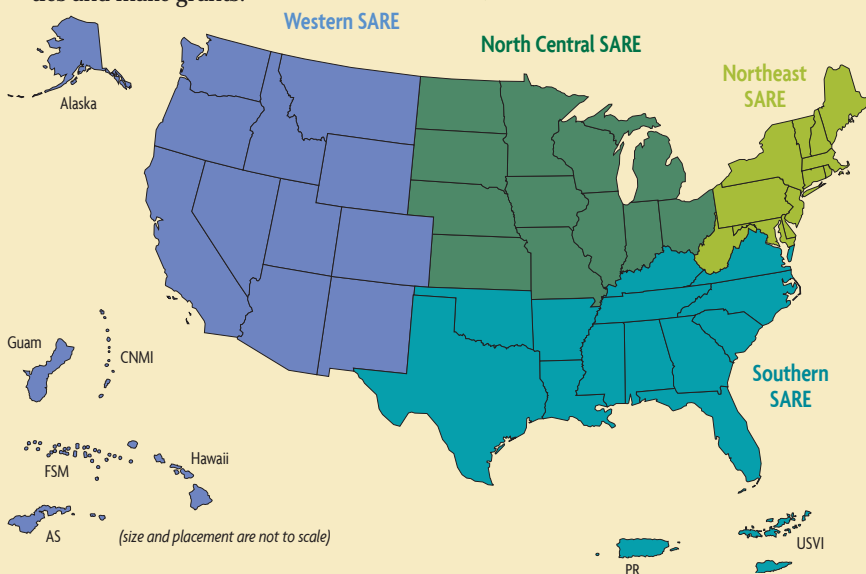 Western SARE
North Central SARE
Northeast
SARE
Alaska
Guam
CNMI
Southern
SARE
FSM
Hawaii
AS
(size and placement are not to scale)
USVI
PR